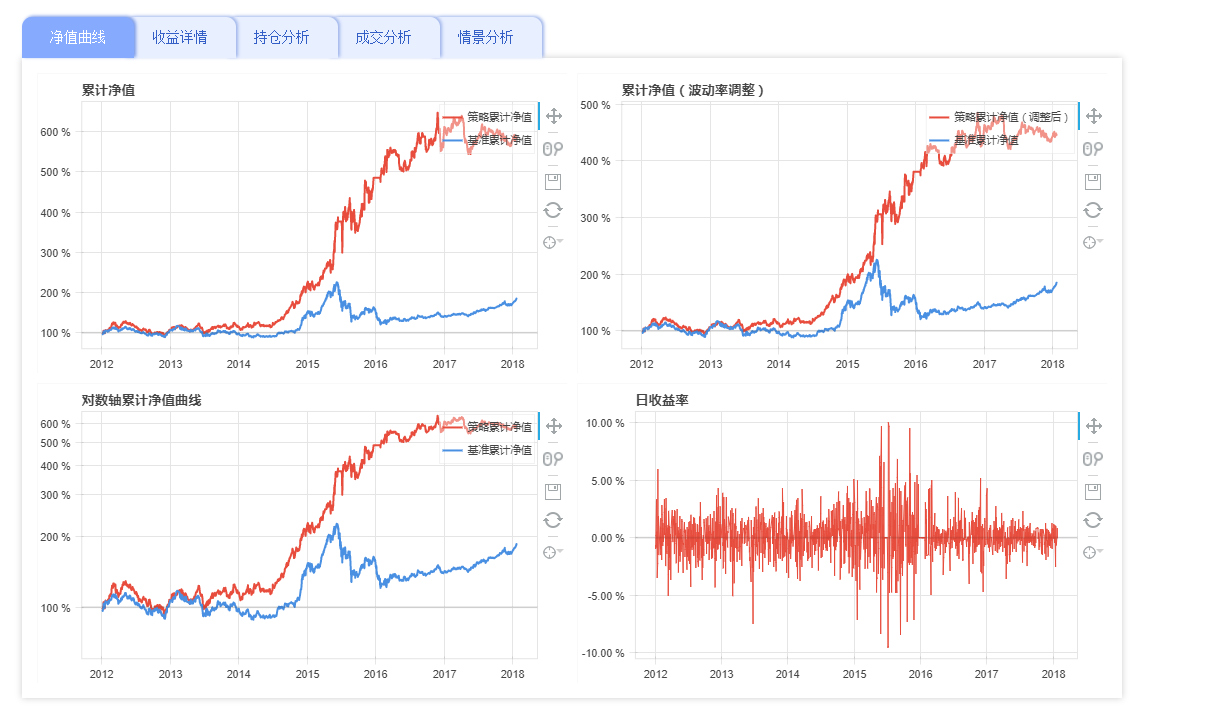 净值曲线 收益详情 持仓分析 成交分析 情景分析
累计净值
策略累计净值
基准累计净值
600 %
500 %
400 %
300 %
200 %
100 %
2012 2013 2014 2015 2016 2017 2018
累计净值 ( 波动率调整 )
策略累计净值 ( 调整后 )
基准累计净值
500 %
400 %
300 %
200 %
100 %
2012 2013 2014 2015 2016 2017 2018
对数轴累计净值曲线
策略累计净值
基准累计净值
600 %
500 %
400 %
300 %
200 %
100 %
2012 2013 2014 2015 2016 2017 2018
日收益率
10.00 %
5.00 %
0.00 %
-5.00 %
-10.00 %
2012 2013 2014 2015 2016 2017 2018